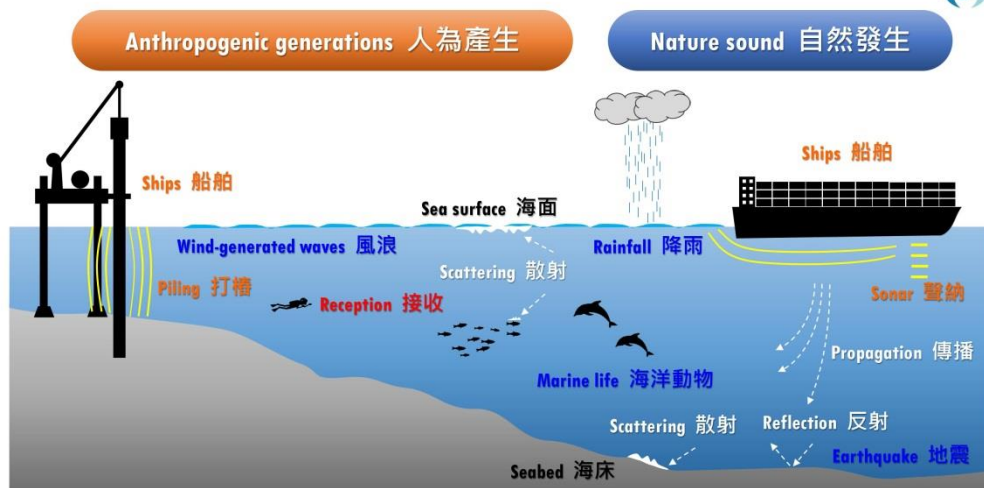 Anthropogenic generations 人為產生
Nature sound 自然發生
Ships 船舶
Ships 船舶
Sea surface 海面
Wind-generated waves 風浪
Rainfall 降雨
Scattering 散射
Piling 打樁
Reception 接收
Sonar 聲納
Propagation 傳播
Marine life 海洋動物
Scattering 散射
Reflection 反射
Earthquake 地震
Seabed 海床